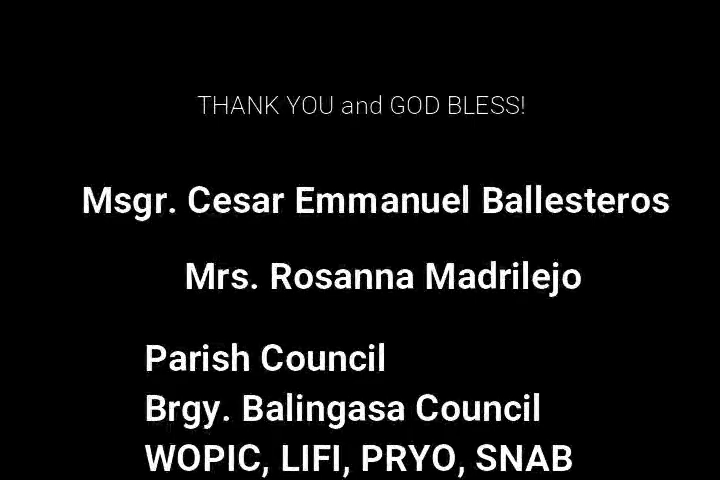 THANK YOU and GOD BLESS!
Msgr. Cesar Emmanuel Ballesteros
Mrs. Rosanna Madrilejo
Parish Council
Brgy. Balingasa Council
WOPIC, LIFI, PRYO, SNAB